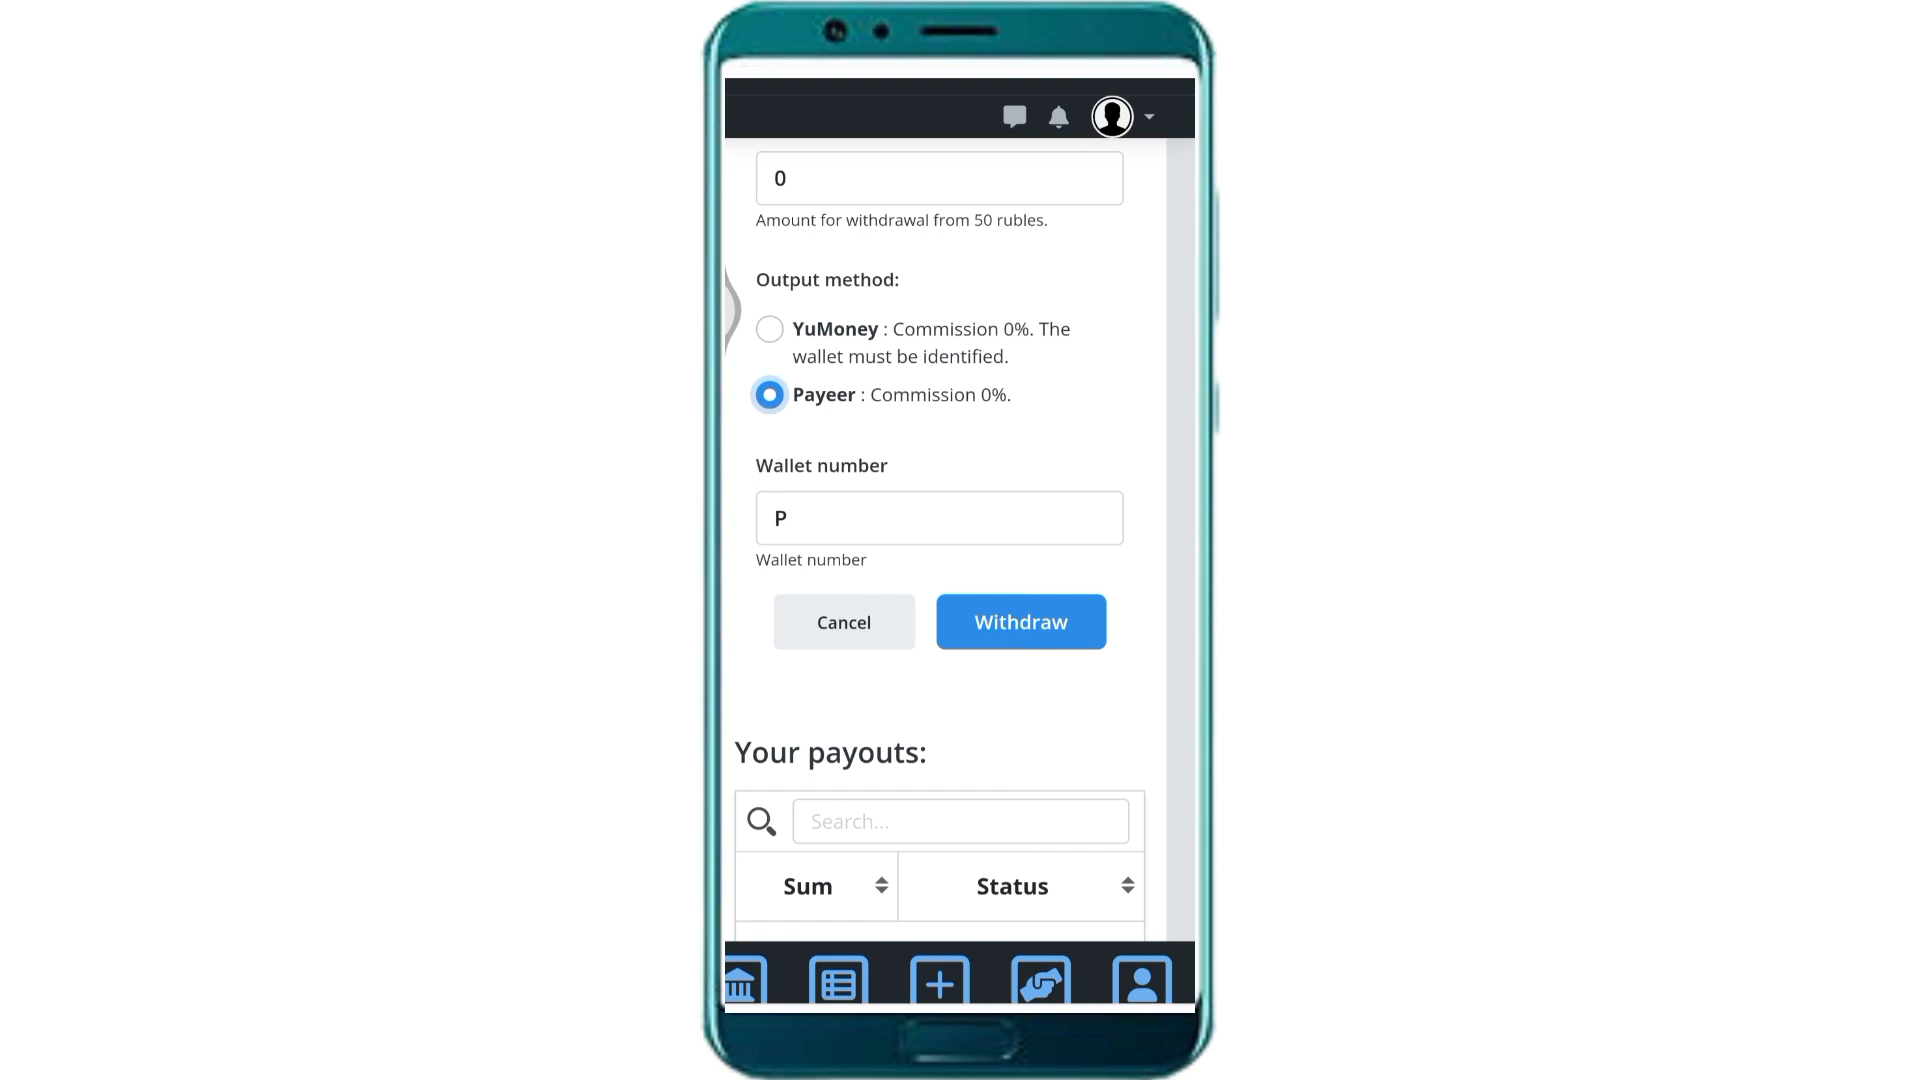 0
Amount for withdrawal from 50 rubles.
Output method:
YuMoney : Commission 0%. The
wallet must be identified.
Payeer : Commission 0%.
Wallet number
P
Wallet number
Cancel Withdraw
Your payouts:
Search...
Sum Status